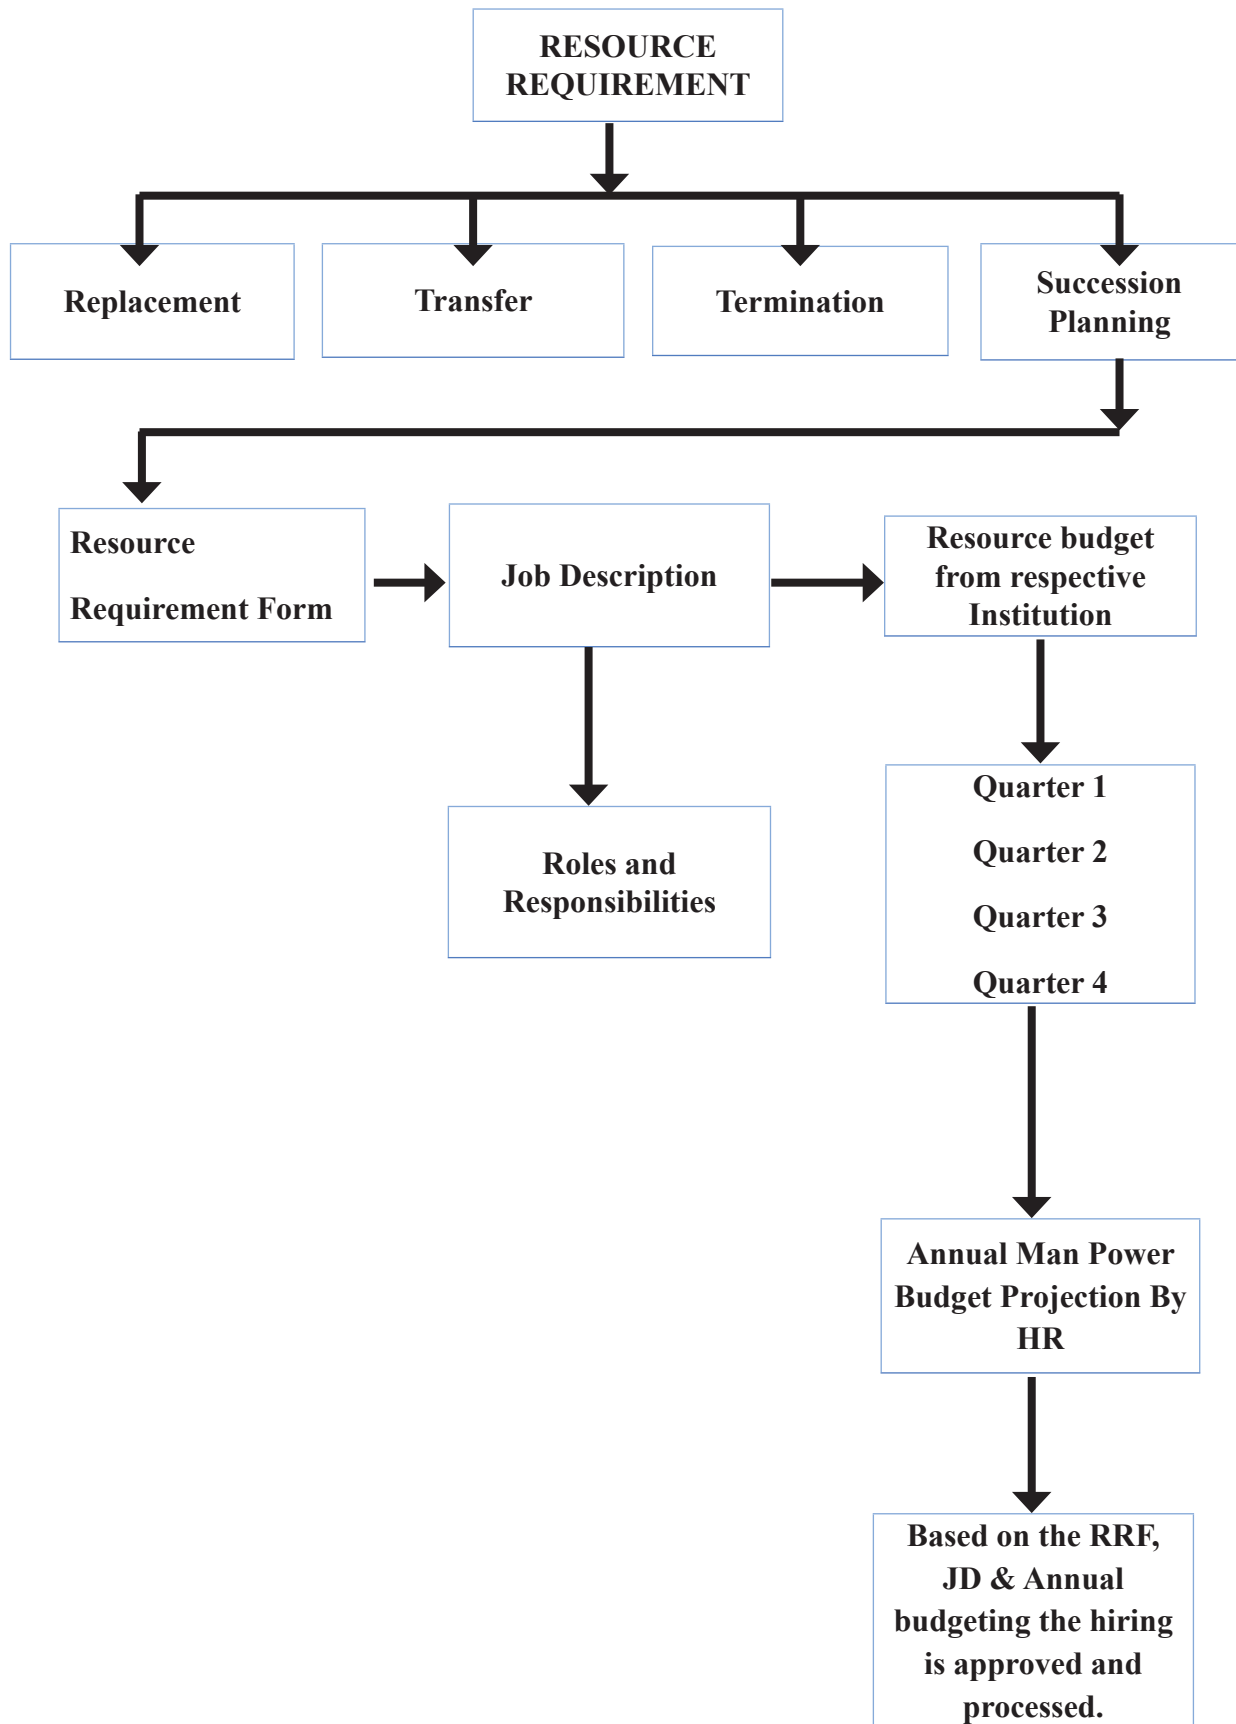 RESOURCE
REQUIREMENT
Replacement
Transfer
Termination
Succession
Planning
Resource
Requirement Form
Job Description
Resource budget
from respective
Institution
Roles and
Responsibilities
Quarter 1
Quarter 2
Quarter 3
Quarter 4
Annual Man Power
Budget Projection By
HR
Based on the RRF,
JD & Annual
budgeting the hiring
is approved and
processed.